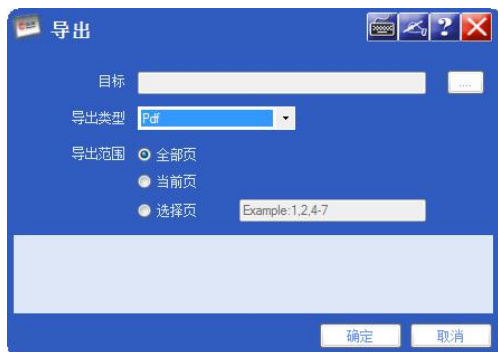 导出
目标
....
导出类型 Pdf
导出范围 全部页
当前页
选择页 Example:1,2,4-7
确定 取消